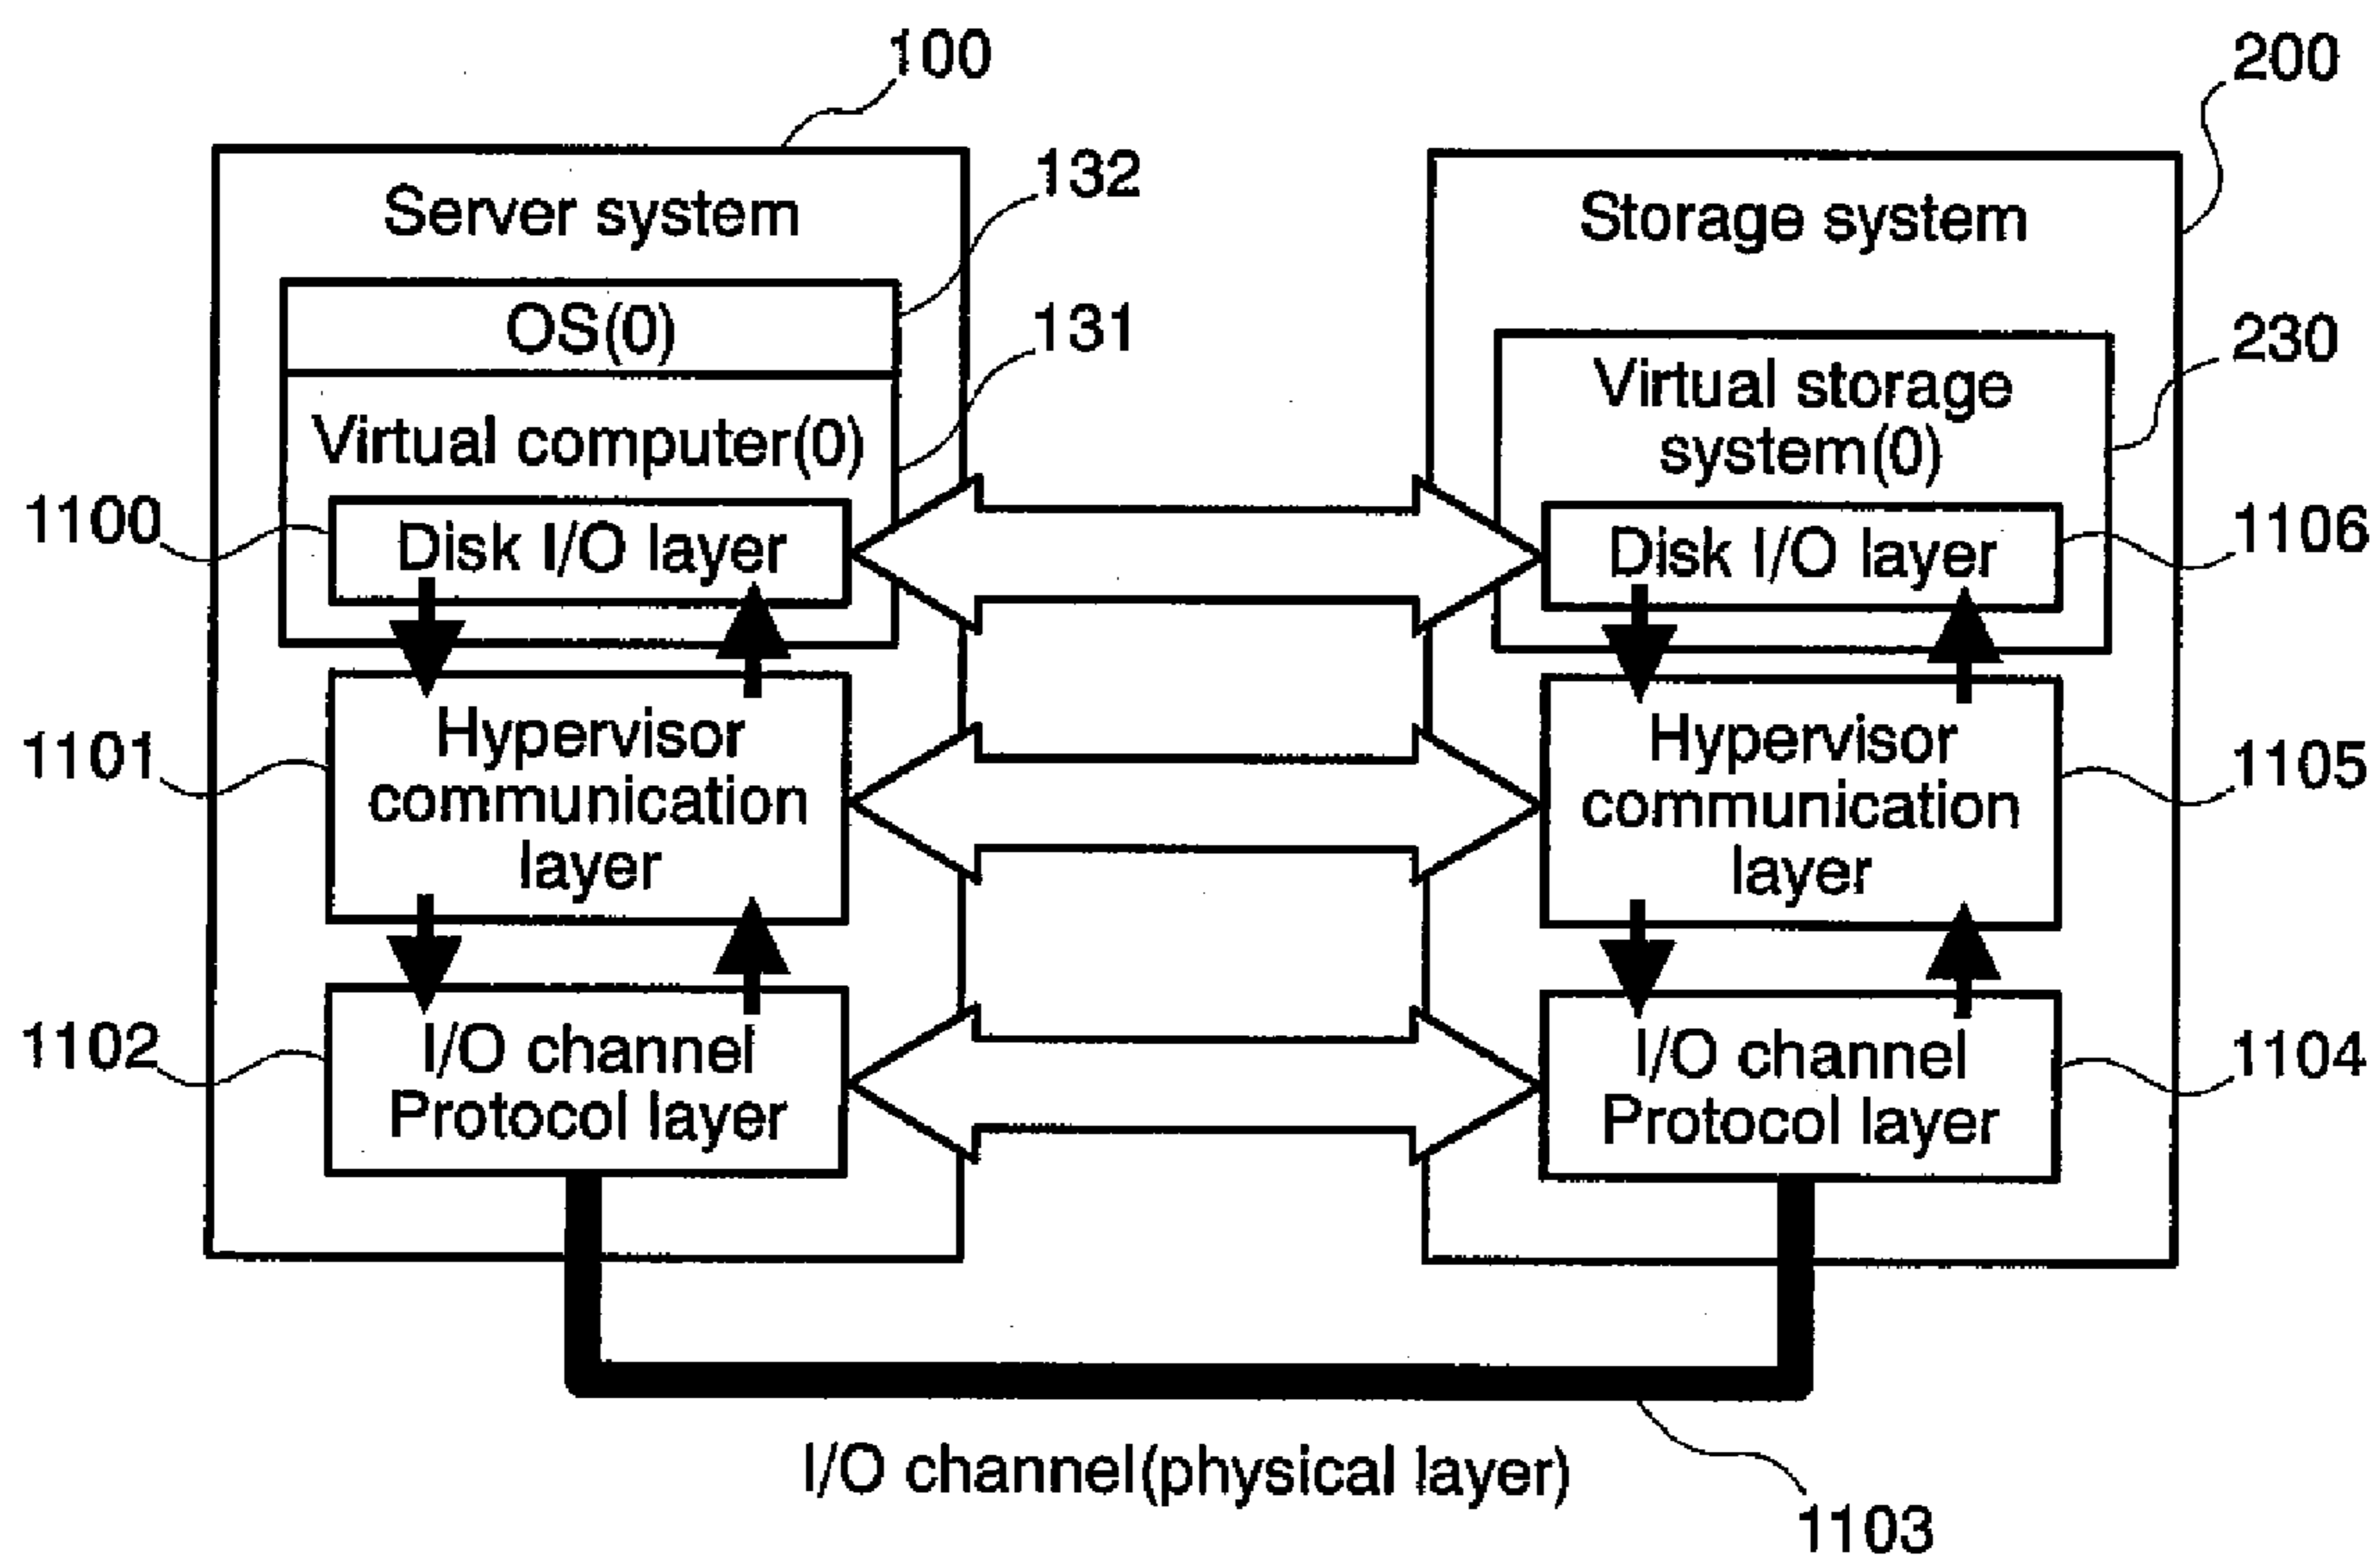 100
200
132
Server system
Storage system
OS(0)
131
230
Virtual computer(0)
Virtual storage
system(0)
1100
Disk I/O layer
Disk I/O layer
1106
1101
Hypervisor
communication
layer
Hypervisor
communication
layer
1105
1102
I/O channel
Protocol layer
I/O channel
Protocol layer
1104
I/O channel(physical layer)
1103